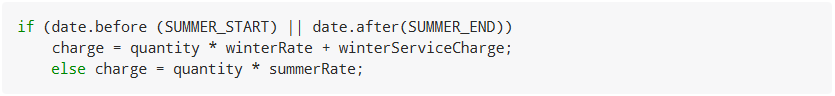 if (date.before (SUMMER_START) || date.after(SUMMER_END))
    charge = quantity * winterRate + winterServiceCharge;
    else charge = quantity * summerRate;